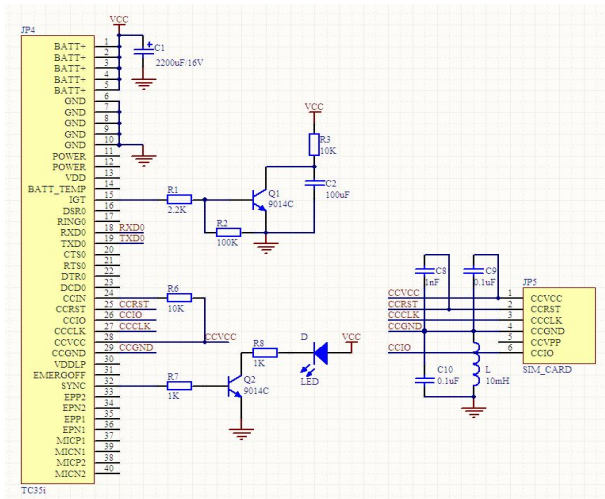 VCC
JP4
BATT+ 1
BATT+ 2
BATT+ 3
BATT+ 4
BATT+ 5
GND 6
GND 7
GND 8
GND 9
GND 10
POWER 11
POWER 12
VDD 13
BATT_TEMP 14
IGT 15
DSR0 16
RING0 17
RXD0 18 RXD0
TXD0 19 TXD0
CTS0 20
RTS0 21
DTR0 22
DCD0 23
CCIN 24
CCRST 25 CCRST
CCIO 26 CCIO
CCCLK 27 CCCLK
CCVCC 28 CCVCC
CCGND 29 CCGND
VDDLP 30
EMERGOFF 31
SYNC 32
EPP2 33
EPN2 34
EPP1 35
EPN1 36
MICP1 37
MICN1 38
MICP2 39
MICN2 40
TC35i
C1
2200uF/16V
VCC
R3
10K
C2
100uF
R1
2.2K
Q1
9014C
R2
100K
R6
10K
R8
1K
D
LED
VCC
R7
1K
Q2
9014C
C8
1nF
C9
0.1uF
JP5
CCVCC 1 CCVCC
CCRST 2 CCRST
CCCLK 3 CCCLK
CCGND 4 CCGND
5 CCVPP
CCIO 6 CCIO
C10
0.1uF
L
10mH
SIM_CARD